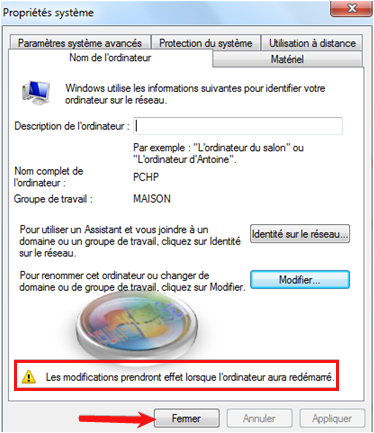 Propriétés système
Paramètres système avancés
Protection du système
Utilisation à distance
Nom de l'ordinateur
Matériel
Windows utilise les informations suivantes pour identifier votre
ordinateur sur le réseau.
Description de l'ordinateur :
Par exemple : "L'ordinateur du salon" ou
"L'ordinateur d'Antoine".
Nom complet de
l'ordinateur :
PCHP
Groupe de travail :
MAISON
Pour utiliser un Assistant et vous joindre à
un domaine ou un groupe de travail, cliquez sur Identité
sur le réseau.
Identité sur le réseau...
Pour renommer cet ordinateur ou changer de
domaine ou de groupe de travail, cliquez sur Modifier.
Modifier...
Les modifications prendront effet lorsque l'ordinateur aura redémarré.
Fermer
Annuler
Appliquer